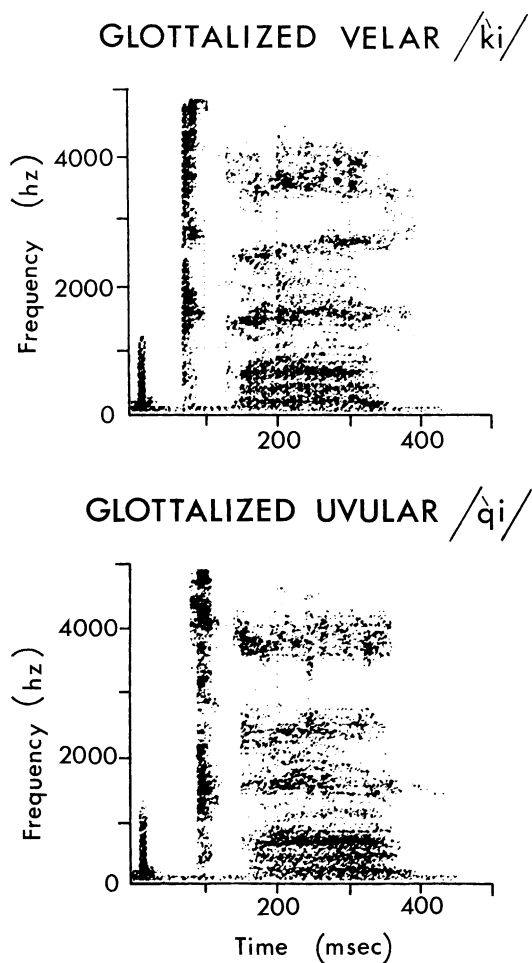 GLOTTALIZED VELAR /k̀i/
Frequency (hz)
4000
2000
0
200 400
GLOTTALIZED UVULAR /q̀i/
Frequency (hz)
4000
2000
0
200 400
Time (msec)